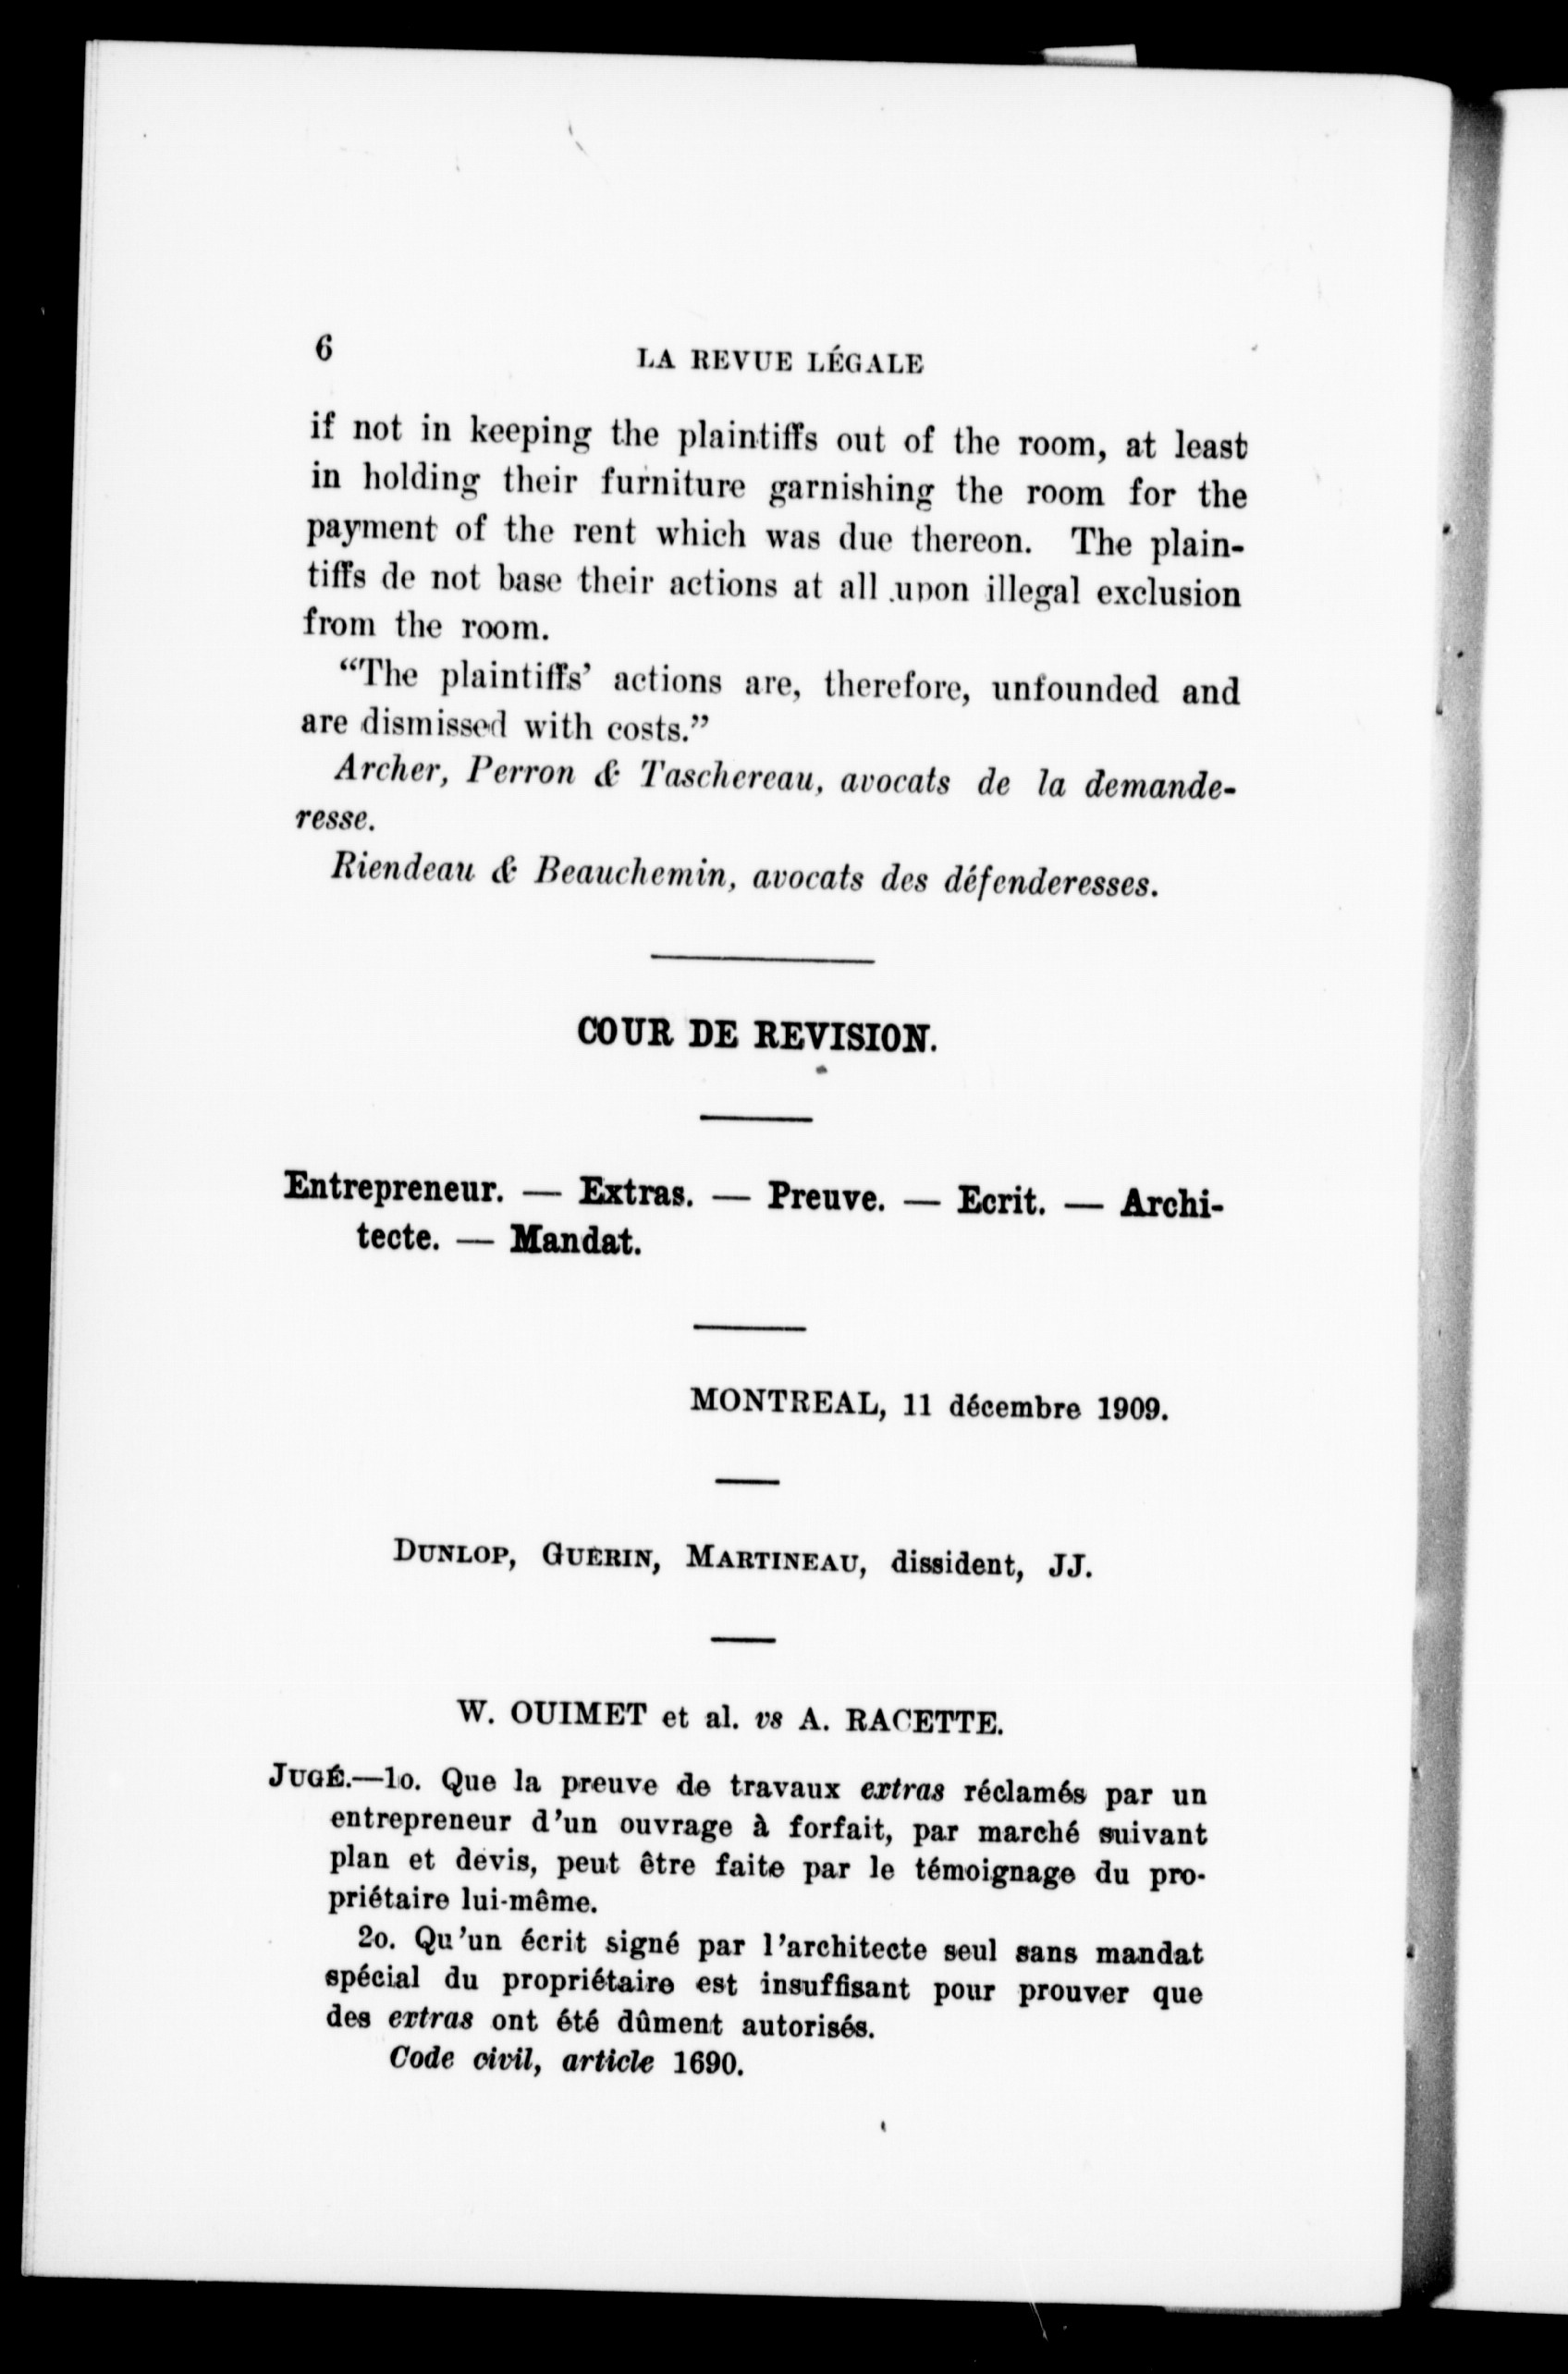 6
LA REVUE LÉGALE
if not in keeping the plaintiffs out of the room, at least
in holding their furniture garnishing the room for the
payment of the rent which was due thereon. The plain-
tiffs de not base their actions at all upon illegal exclusion
from the room.
“The plaintiffs’ actions are, therefore, unfounded and
are dismissed with costs.”
Archer, Perron & Taschereau, avocats de la demande-
resse.
Riendeau & Beauchemin, avocats des défenderesses.
COUR DE REVISION.
Entrepreneur. — Extras. — Preuve. — Ecrit. — Archi-
tecte. — Mandat.
MONTREAL, 11 décembre 1909.
DUNLOP, GUERIN, MARTINEAU, dissident, JJ.
W. OUIMET et al. vs A. RACETTE.
JUGÉ.—1o. Que la preuve de travaux extras réclamés par un
entrepreneur d’un ouvrage à forfait, par marché suivant
plan et devis, peut être faite par le témoignage du pro-
priétaire lui-même.
2o. Qu’un écrit signé par l’architecte seul sans mandat
spécial du propriétaire est insuffisant pour prouver que
des extras ont été dûment autorisés.
Code civil, article 1690.